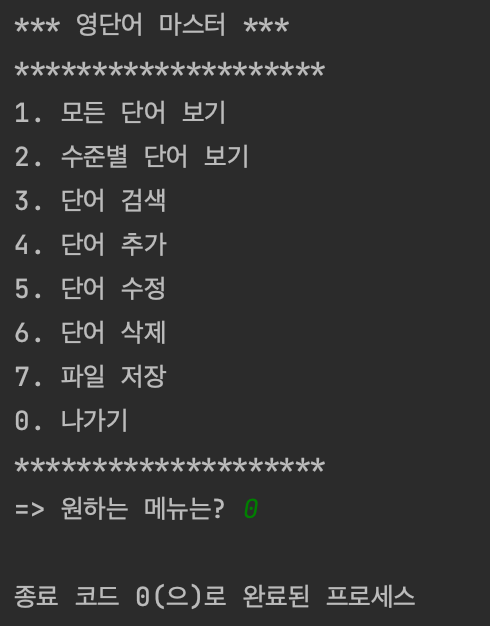 *** 영단어 마스터 ***
********************
1. 모든 단어 보기
2. 수준별 단어 보기
3. 단어 검색
4. 단어 추가
5. 단어 수정
6. 단어 삭제
7. 파일 저장
0. 나가기
********************
=> 원하는 메뉴는? 0
종료 코드 0(으)로 완료된 프로세스